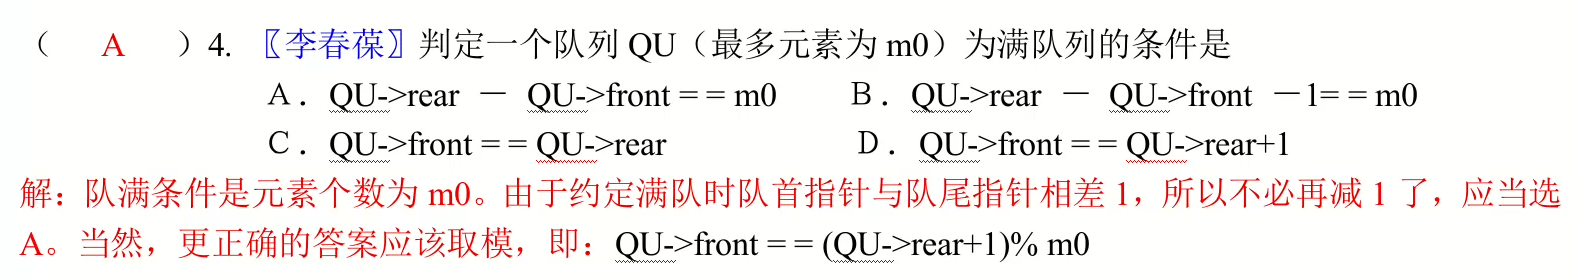 （ A ）4. 〖李春葆〗判定一个队列 QU（最多元素为 m0）为满队列的条件是
A．QU->rear － QU->front = = m0 B．QU->rear － QU->front －1= = m0
C．QU->front = = QU->rear D．QU->front = = QU->rear+1
解：队满条件是元素个数为 m0。由于约定满队时队首指针与队尾指针相差 1，所以不必再减 1 了，应当选
A。当然，更正确的答案应该取模，即：QU->front = = (QU->rear+1)% m0